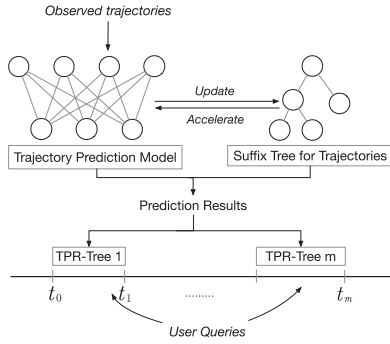 Observed trajectories
Update
Accelerate
Trajectory Prediction Model
Suffix Tree for Trajectories
Prediction Results
TPR-Tree 1
TPR-Tree m
t0 t1 ......... tm
User Queries